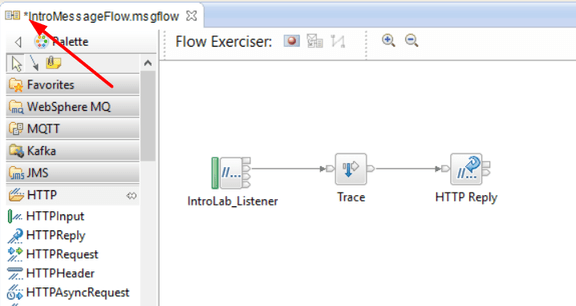 *IntroMessageFlow.msgflow
Palette
Flow Exerciser:
Favorites
WebSphere MQ
MQTT
Kafka
JMS
HTTP
HTTPInput
HTTPReply
HTTPRequest
HTTPHeader
HTTPAsyncRequest
IntroLab_Listener
Trace
HTTP Reply